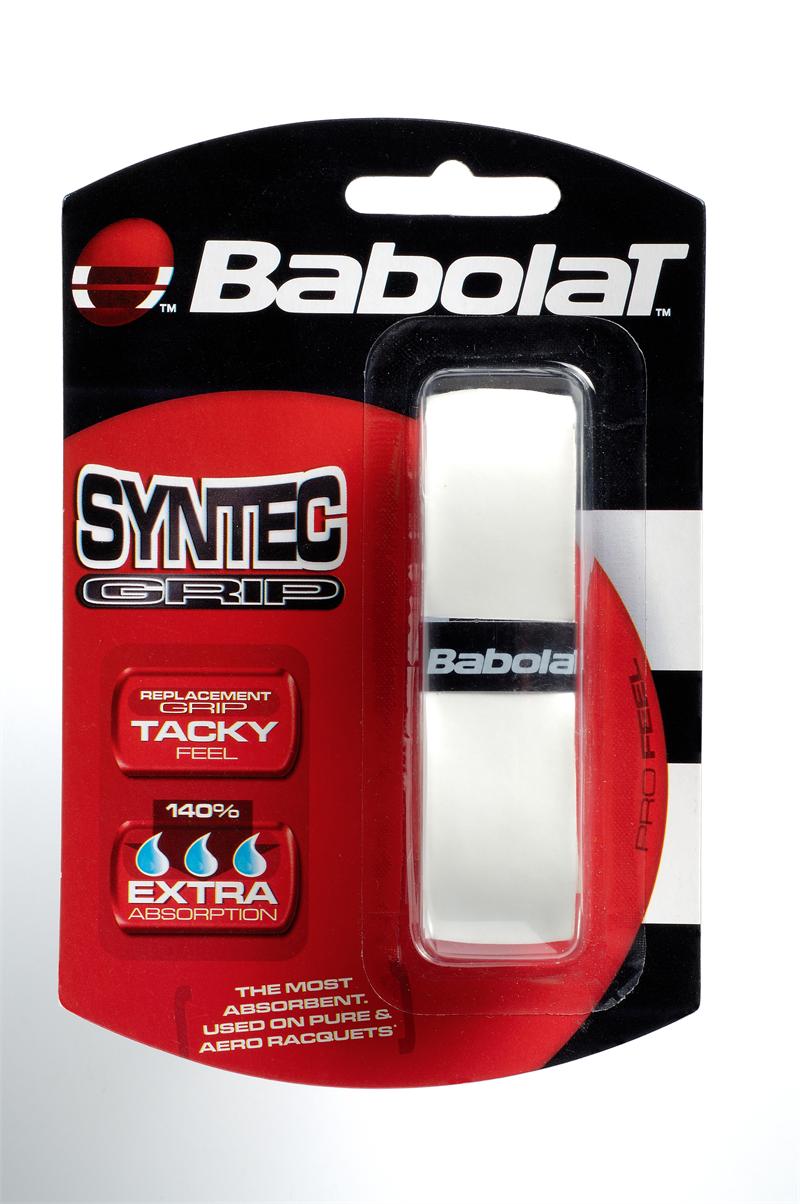 Babolat
TM
TM
SYNTEC
GRIP
Babola
REPLACEMENT
GRIP
TACKY
FEEL
PRO FEEL
140%
EXTRA
ABSORPTION
THE MOST
ABSORBENT.
USED ON PURE &
AERO RACQUETS*